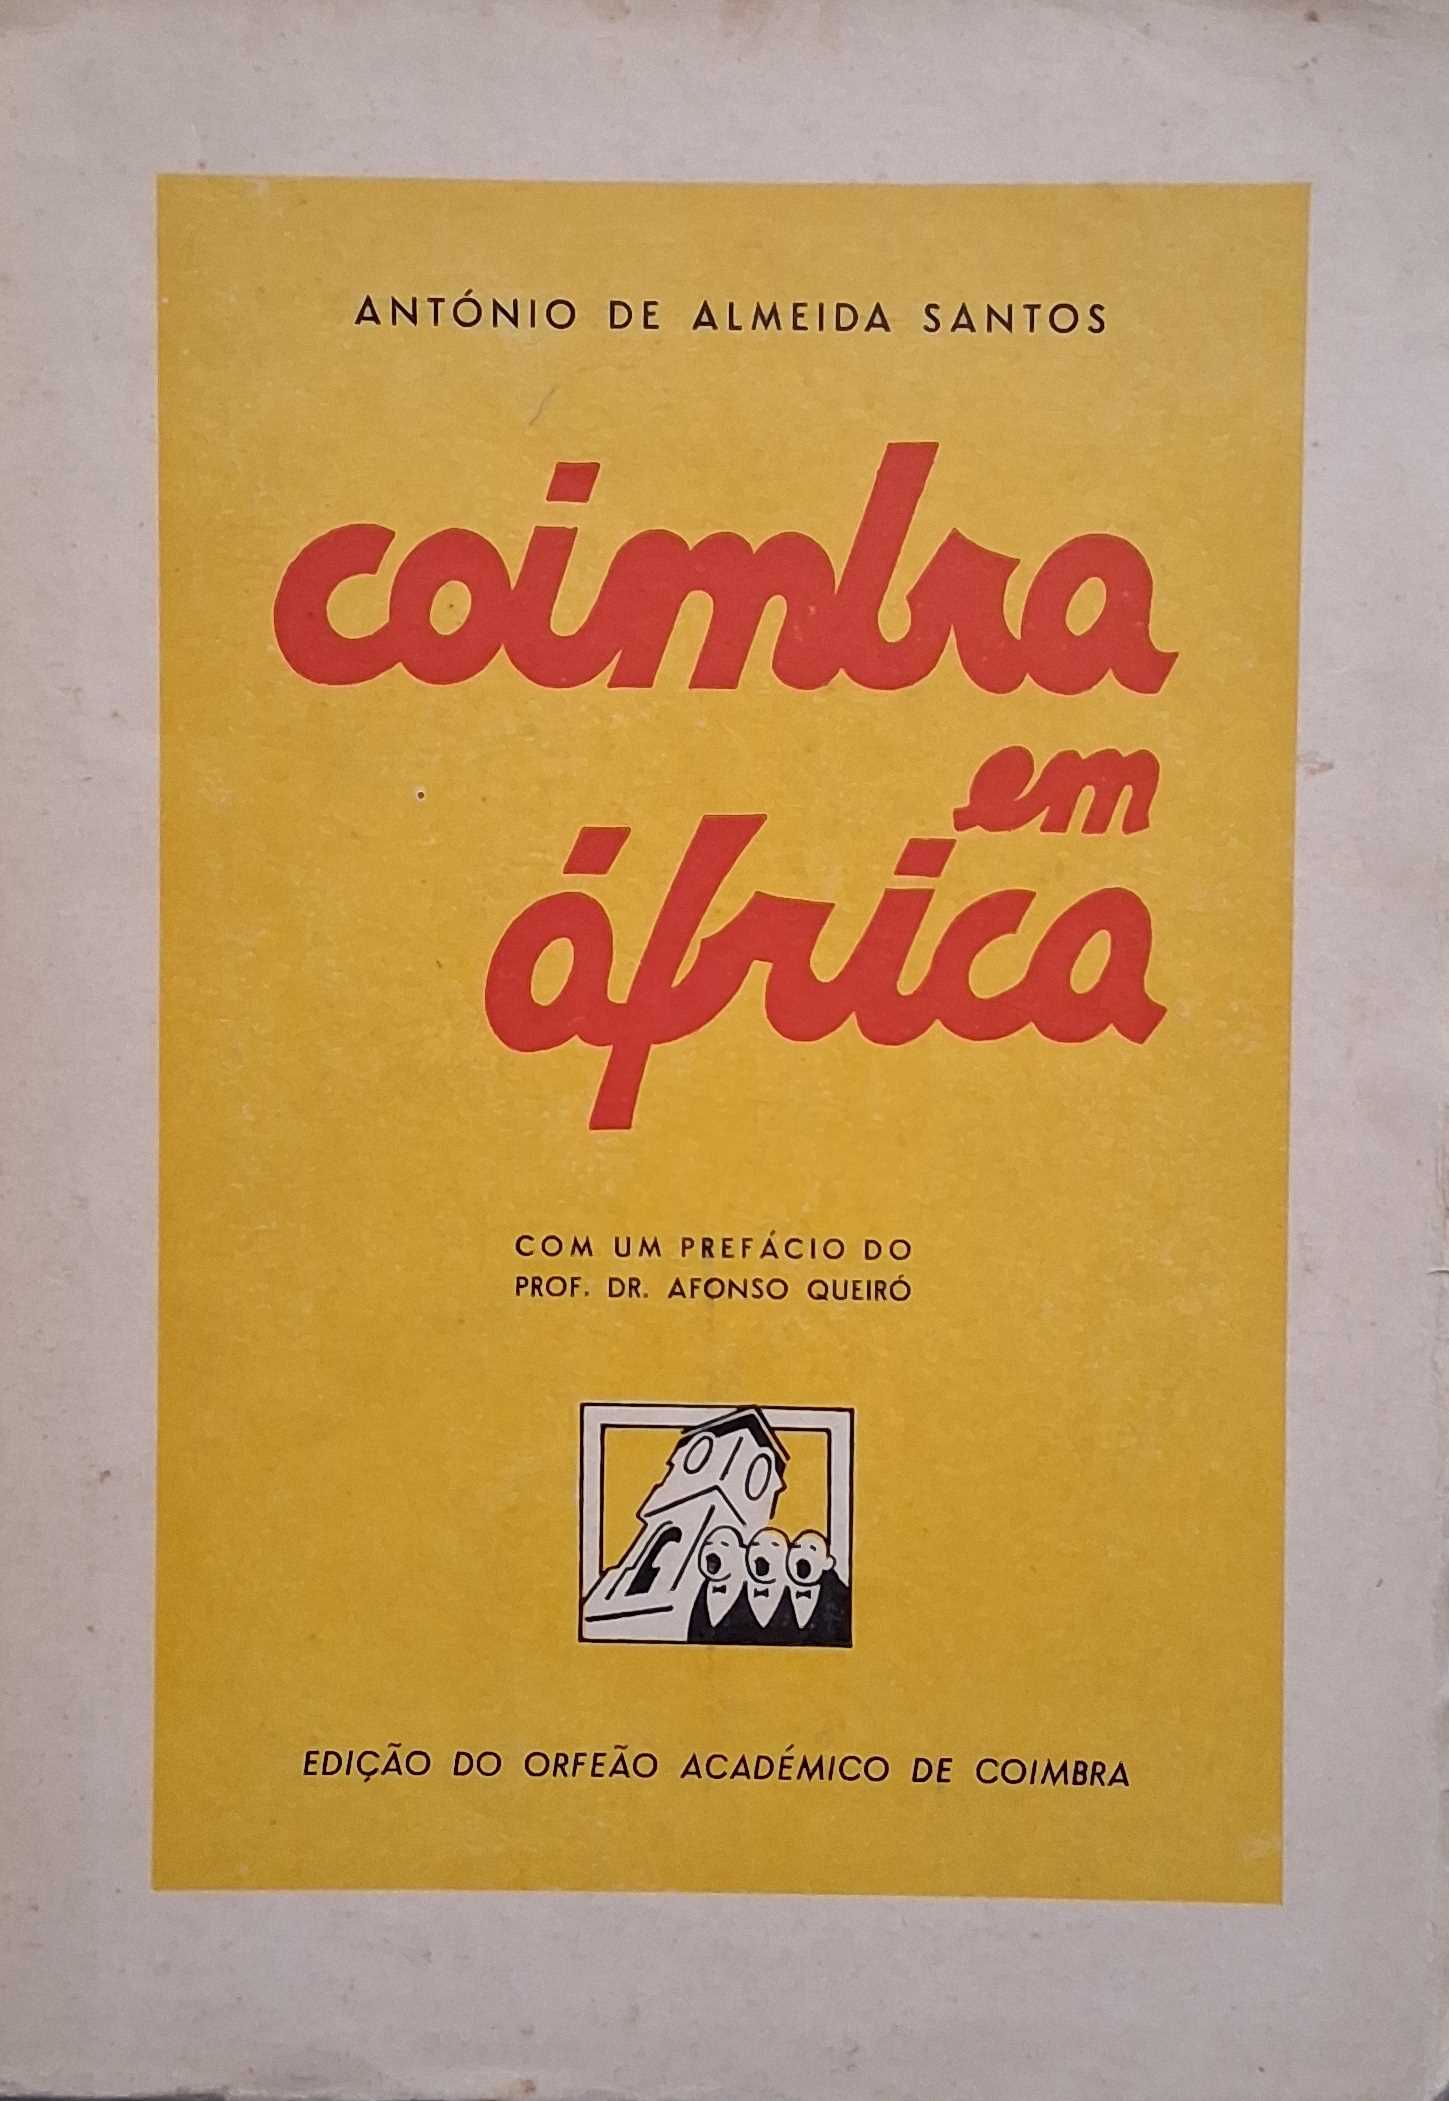 ANTÓNIO DE ALMEIDA SANTOS
coimbra
em
áfrica
COM UM PREFÁCIO DO
PROF. DR. AFONSO QUEIRÓ
EDIÇÃO DO ORFEÃO ACADÉMICO DE COIMBRA